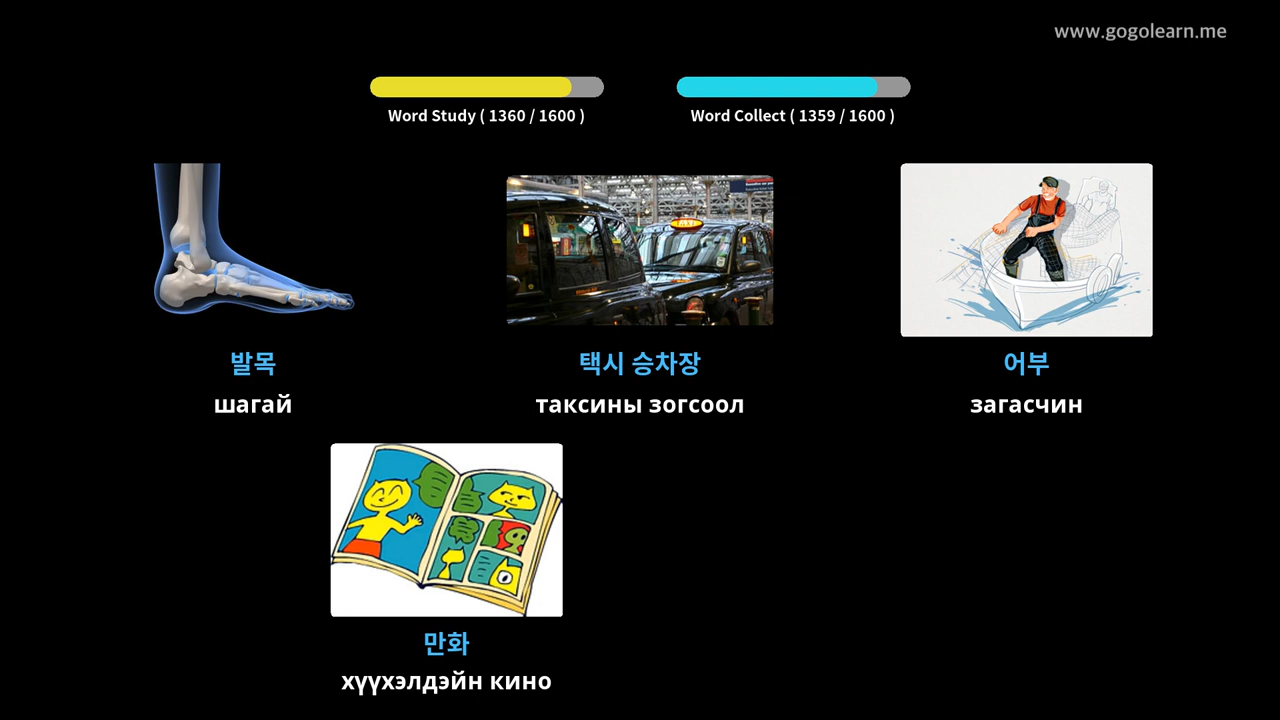 www.gogolearn.me
Word Study ( 1360 / 1600 )
Word Collect ( 1359 / 1600 )
TAXI
발목
택시 승차장
어부
шагай
таксины зогсоол
загасчин
만화
хүүхэлдэйн кино